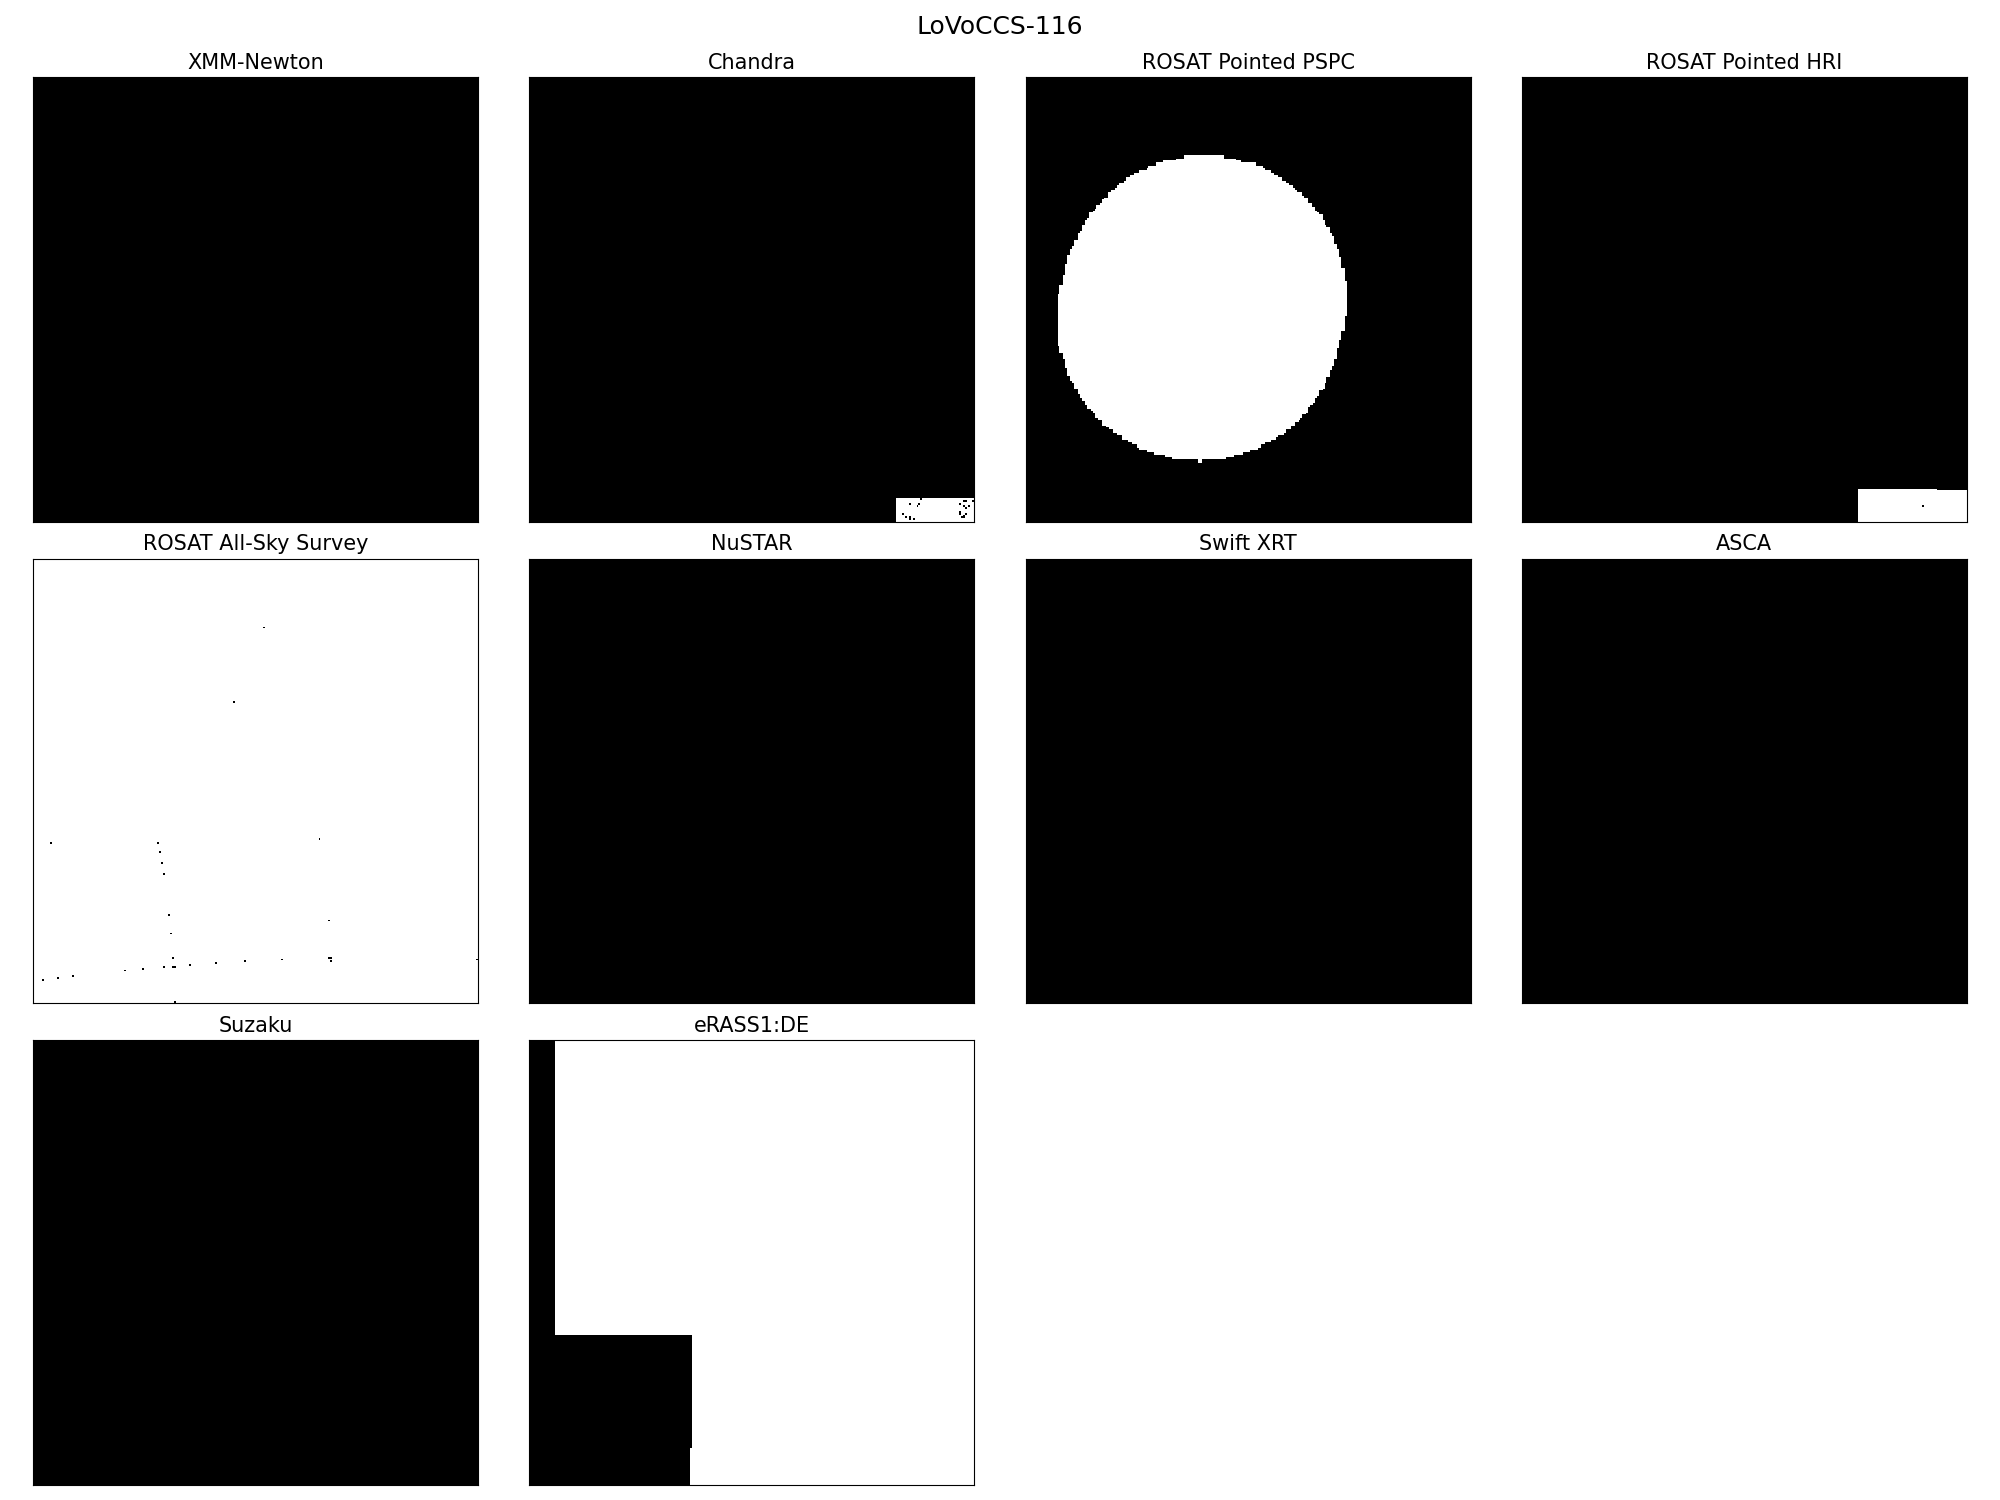 LoVoCCS-116
XMM-Newton
Chandra
ROSAT Pointed PSPC
ROSAT Pointed HRI
ROSAT All-Sky Survey
NuSTAR
Swift XRT
ASCA
Suzaku
eRASS1:DE